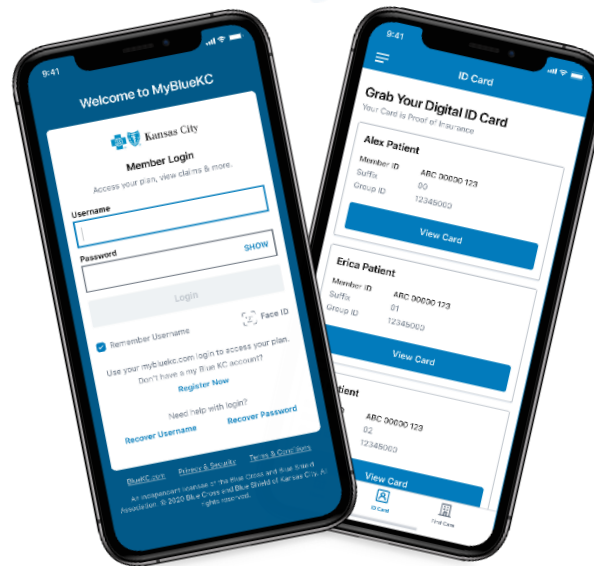 9:41
Welcome to MyBlueKC
Kansas City
Member Login
Access your plan, view claims & more.
Username
Password
SHOW
Login
Remember Username
Face ID
Use your mybluekc.com login to access your plan.
Don't have a my Blue KC account?
Register Now
Need help with login?
Recover Username
Recover Password
BlueKC.com
Privacy & Security
Terms & Conditions
An independent licensee of the Blue Cross and Blue Shield
Association. © 2020 Blue Cross and Blue Shield of Kansas City. All
rights reserved.
9:41
ID Card
Grab Your Digital ID Card
Your Card is Proof of Insurance
Alex Patient
Member ID ABC 00000 123
Suffix 00
Group ID 12345000
View Card
Erica Patient
Member ID ABC 00000 123
Suffix 01
Group ID 12345000
View Card
tient
ABC 00000 123
02
12345000
View Card
ID Card
Find Care